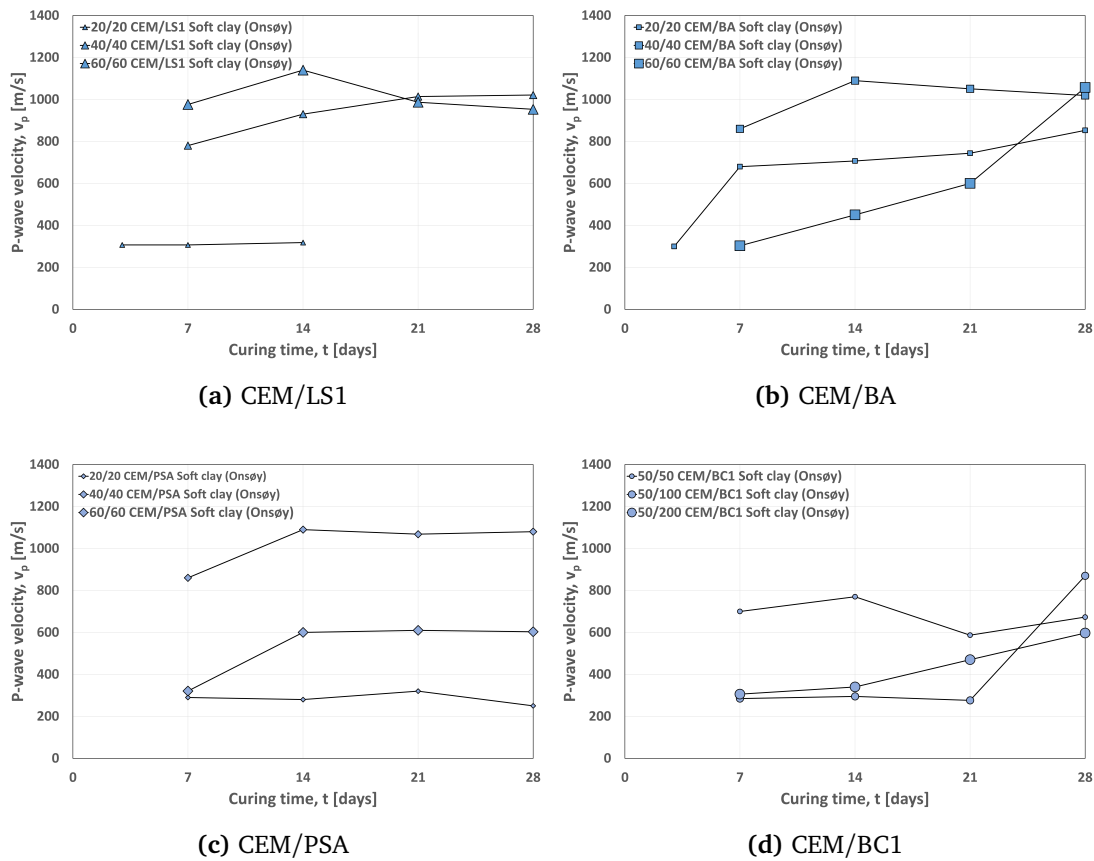 1400
1200
1000
800
600
400
200
0
P-wave velocity, vₚ [m/s]
20/20 CEM/LS1 Soft clay (Onsøy)
40/40 CEM/LS1 Soft clay (Onsøy)
60/60 CEM/LS1 Soft clay (Onsøy)
0 7 14 21 28
Curing time, t [days]
(a) CEM/LS1
1400
1200
1000
800
600
400
200
0
P-wave velocity, vₚ [m/s]
20/20 CEM/BA Soft clay (Onsøy)
40/40 CEM/BA Soft clay (Onsøy)
60/60 CEM/BA Soft clay (Onsøy)
0 7 14 21 28
Curing time, t [days]
(b) CEM/BA
1400
1200
1000
800
600
400
200
0
P-wave velocity, vₚ [m/s]
20/20 CEM/PSA Soft clay (Onsøy)
40/40 CEM/PSA Soft clay (Onsøy)
60/60 CEM/PSA Soft clay (Onsøy)
0 7 14 21 28
Curing time, t [days]
(c) CEM/PSA
1400
1200
1000
800
600
400
200
0
P-wave velocity, vₚ [m/s]
50/50 CEM/BC1 Soft clay (Onsøy)
50/100 CEM/BC1 Soft clay (Onsøy)
50/200 CEM/BC1 Soft clay (Onsøy)
0 7 14 21 28
Curing time, t [days]
(d) CEM/BC1